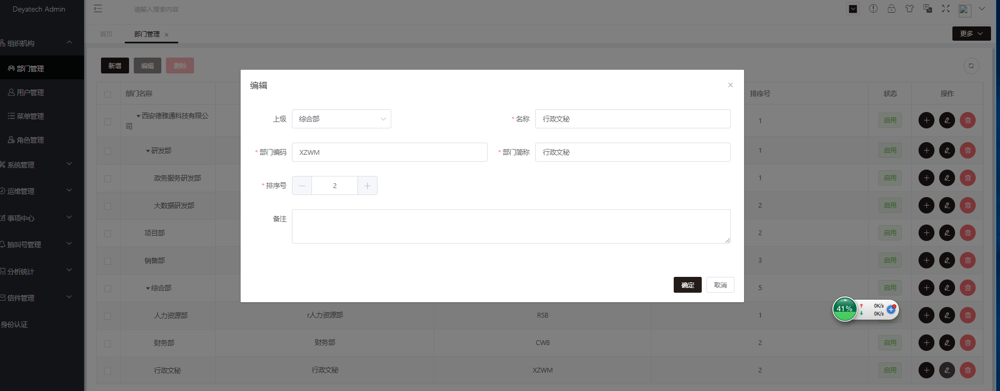 Deyatech Admin
请输入搜索内容
首页
部门管理
更多
组织机构
部门管理
用户管理
菜单管理
角色管理
系统管理
运维管理
事项中心
抽叫号管理
分析统计
信件管理
身份认证
新增
编辑
删除
部门名称
排序号
状态
操作
西安德雅通科技有限公
司
1
启用
研发部
1
启用
政务服务研发部
1
启用
大数据研发部
2
启用
项目部
2
启用
销售部
3
启用
综合部
5
启用
人力资源部
r人力资源部
RSB
1
财务部
财务部
CWB
2
启用
行政文秘
行政文秘
XZWM
2
启用
编辑
上级
综合部
* 名称
行政文秘
* 部门编码
XZWM
* 部门简称
行政文秘
* 排序号
2
备注
确定
取消
41%
0K/s
0K/s